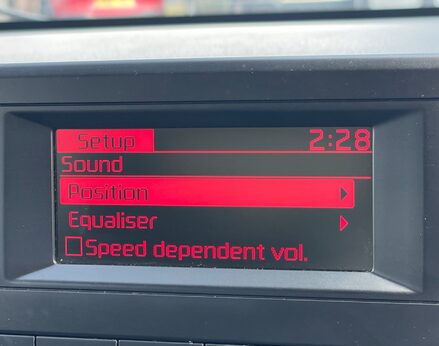 Setup 2:28
Sound
Position
Equaliser
Speed dependent vol.